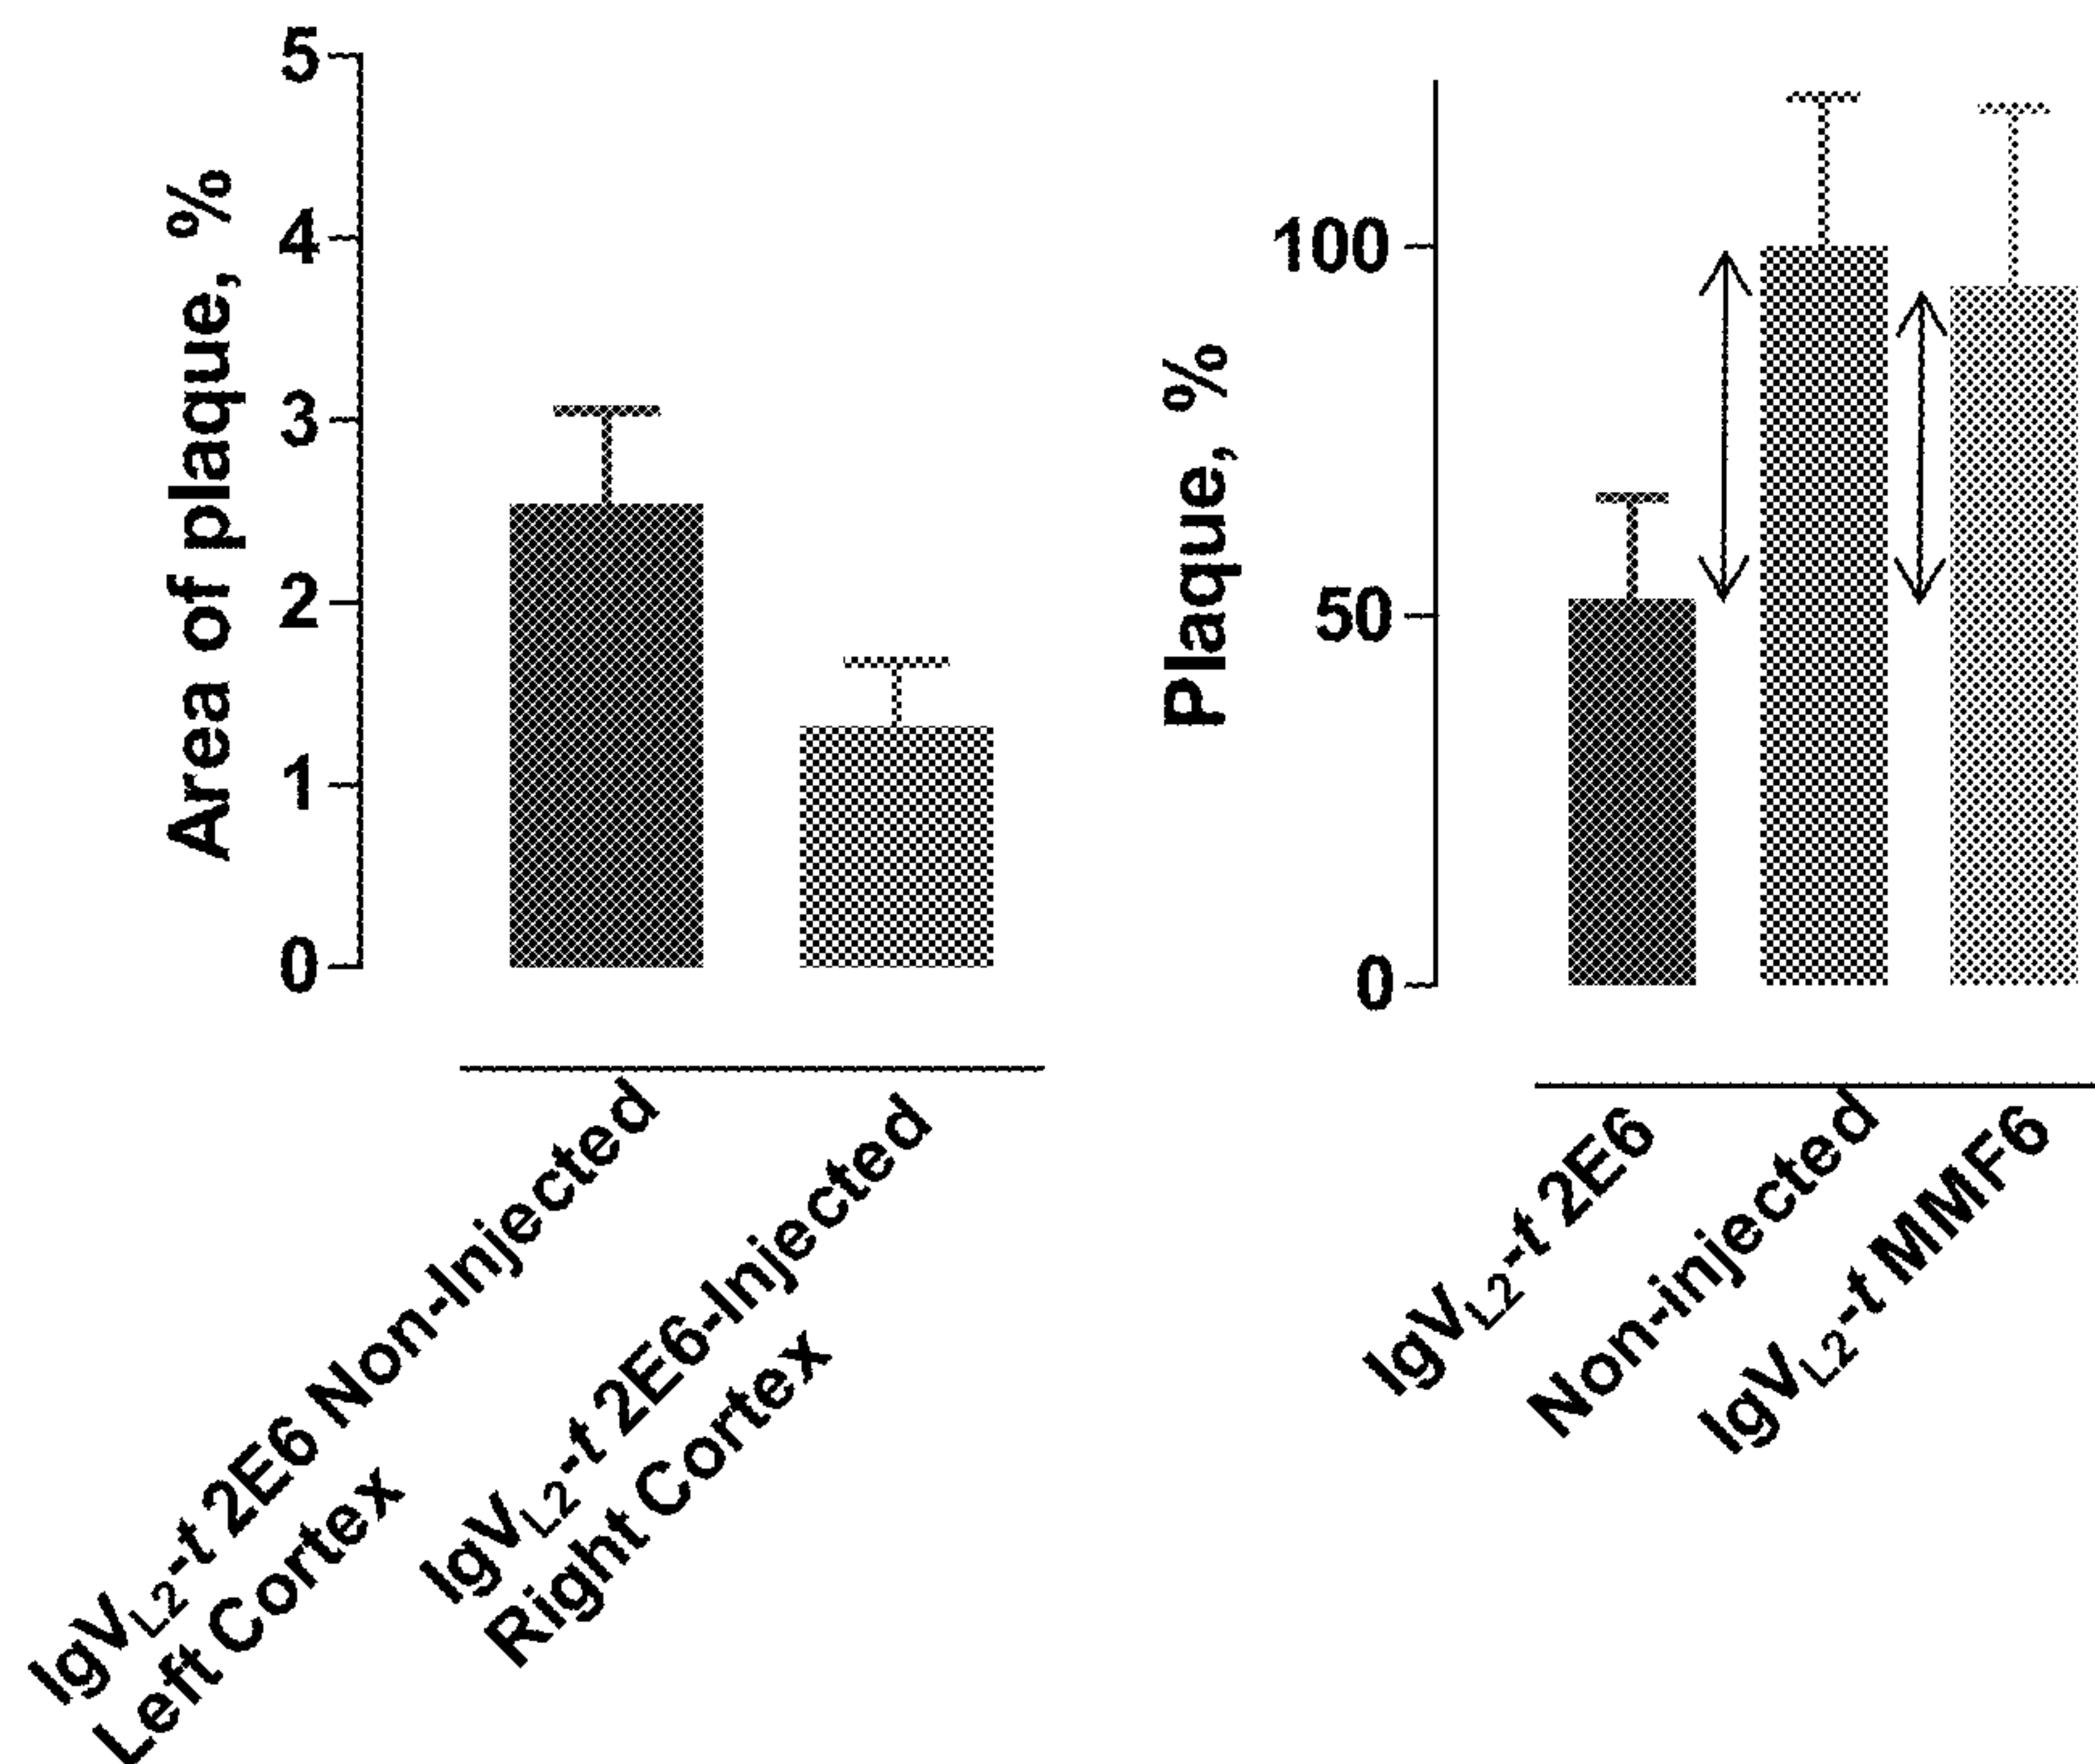 Area of plaque, %
5
4
3
2
1
0
IgVL2-t 2E6 Non-Injected
Left Cortex
IgVL2-t 2E6-Injected
Right Cortex
Plaque, %
100
50
0
IgVL2-t 2E6
Non-injected
IgVL2-t MMF6